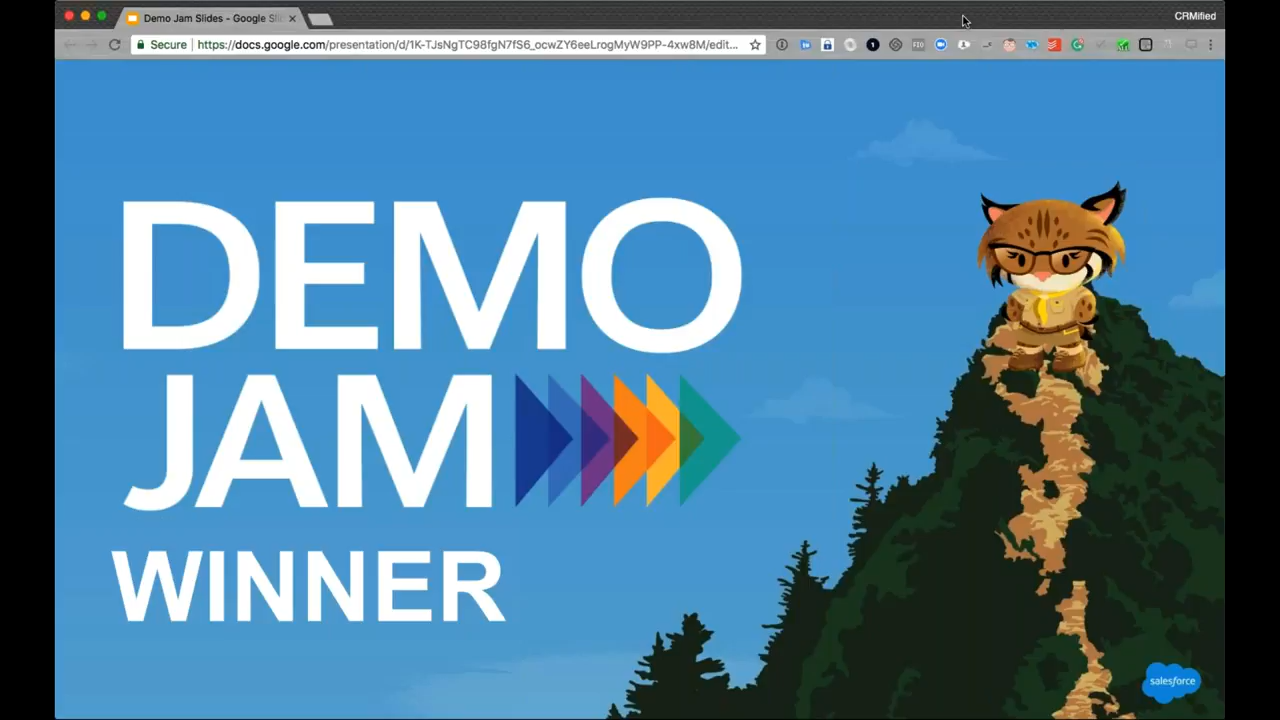 Demo Jam Slides - Google Sli
CRMified
Secure
https://docs.google.com/presentation/d/1K-TJsNgTC98fgN7fS6_ocwZY6eeLrogMyW9PP-4xw8M/edit...
DEMO
JAM
WINNER
salesforce